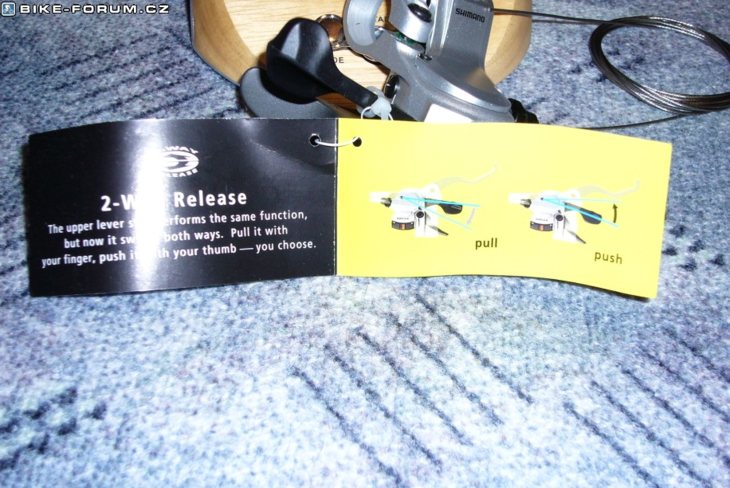 BIKE-FORUM.CZ
SHIMANO
Release
The upper lever performs the same function,
but now it both ways. Pull it with
your finger, push it with your thumb — you choose.
pull
push